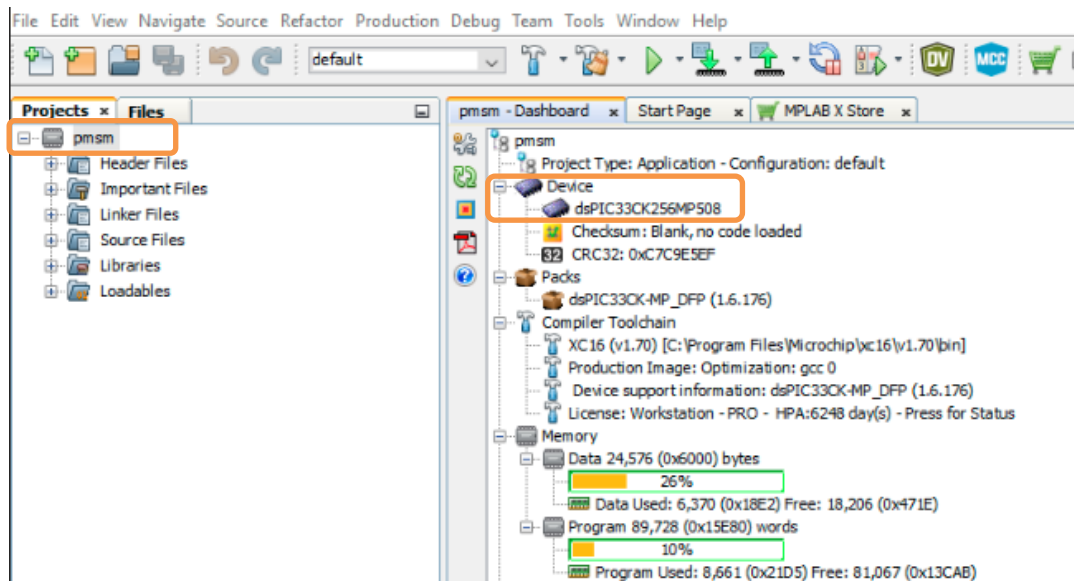 File Edit View Navigate Source Refactor Production Debug Team Tools Window Help
default
DV
MCC
Projects x Files
pmsm - Dashboard x Start Page x MPLAB X Store x
pmsm
Header Files
Important Files
Linker Files
Source Files
Libraries
Loadables
pmsm
Project Type: Application - Configuration: default
Device
dsPIC33CK256MP508
Checksum: Blank, no code loaded
32 CRC32: 0xC7C9E5EF
Packs
dsPIC33CK-MP_DFP (1.6.176)
Compiler Toolchain
XC16 (v1.70) [C:\Program Files\Microchip\xc16\v1.70\bin]
Production Image: Optimization: gcc 0
Device support information: dsPIC33CK-MP_DFP (1.6.176)
License: Workstation - PRO - HPA:6248 day(s) - Press for Status
Memory
Data 24,576 (0x6000) bytes
26%
Data Used: 6,370 (0x18E2) Free: 18,206 (0x471E)
Program 89,728 (0x15E80) words
10%
Program Used: 8,661 (0x21D5) Free: 81,067 (0x13CAB)